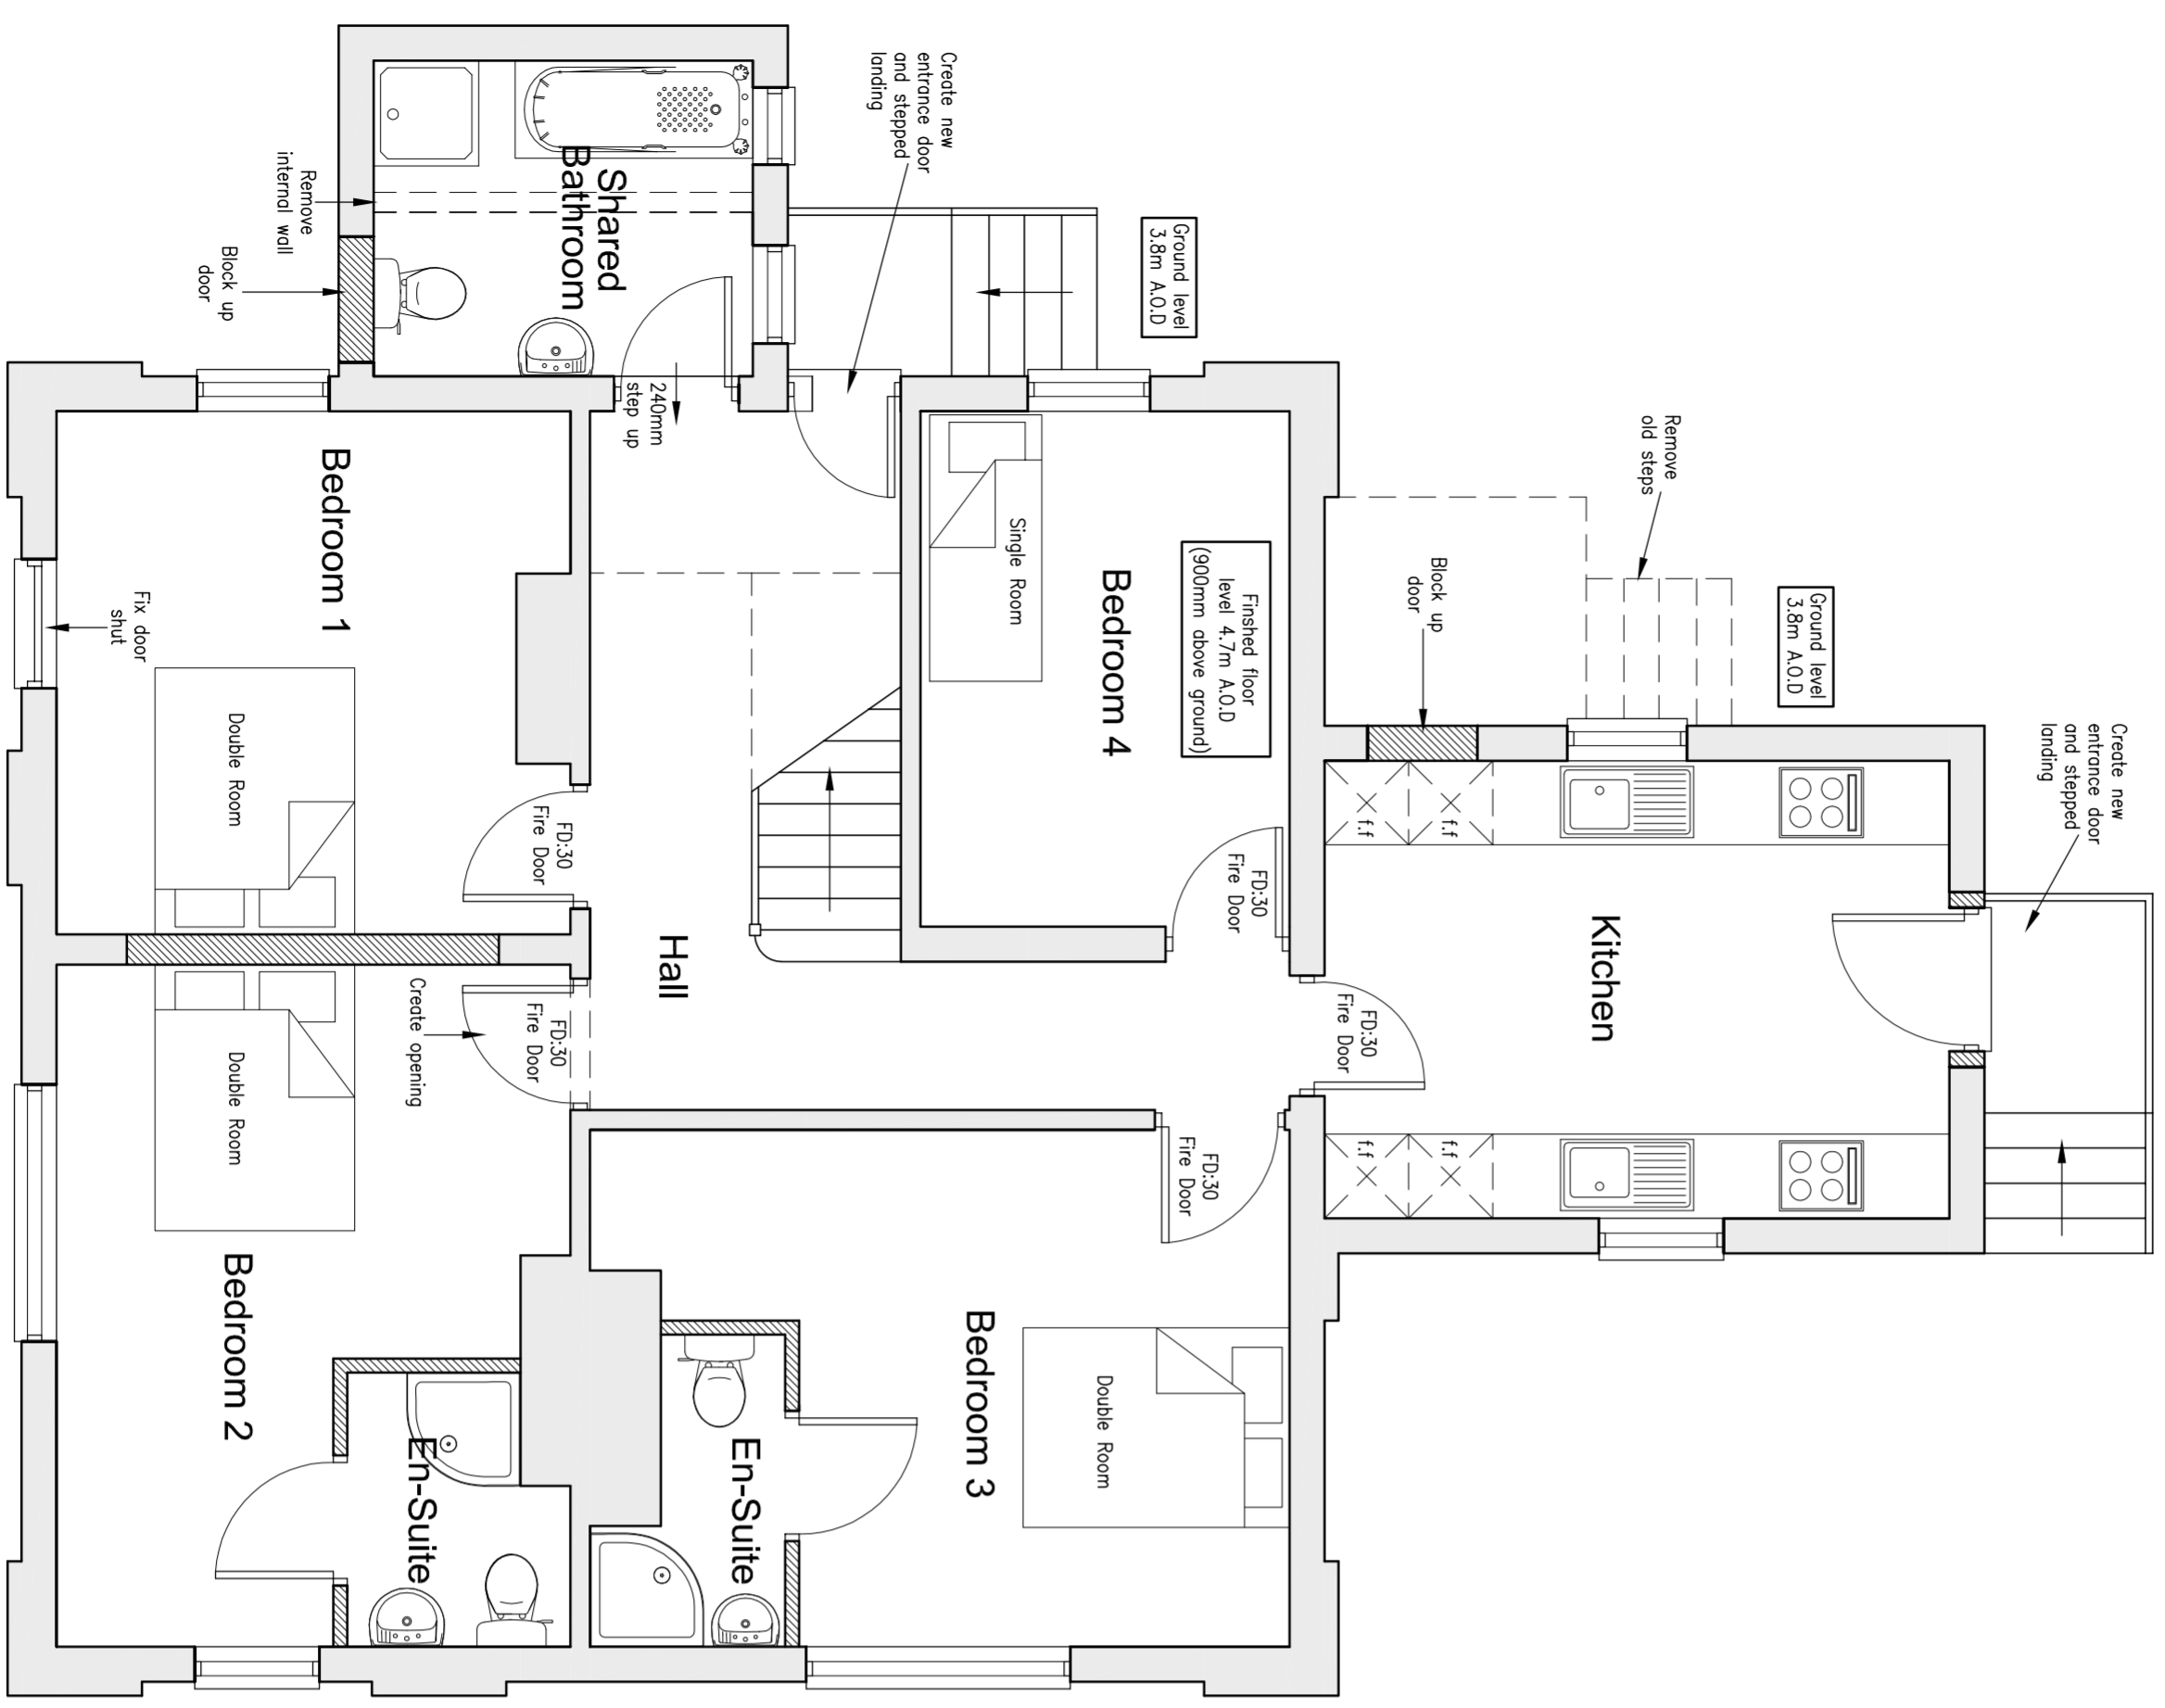 Create new
entrance door
and stepped
landing
Ground level
3.8m A.O.D
Remove
old steps
Block up
door
Ground level
3.8m A.O.D
Create new
entrance door
and stepped
landing
Shared
Bathroom
Remove
internal wall
Block up
door
240mm
step up
Bedroom 4
Single Room
Finshed floor
level 4.7m A.O.D
(900mm above ground)
FD:30
Fire Door
Kitchen
f.f
f.f
f.f
f.f
FD:30
Fire Door
Hall
Bedroom 1
Double Room
Fix door
shut
FD:30
Fire Door
FD:30
Fire Door
Create opening
Double Room
Bedroom 2
En-Suite
FD:30
Fire Door
Bedroom 3
Double Room
En-Suite